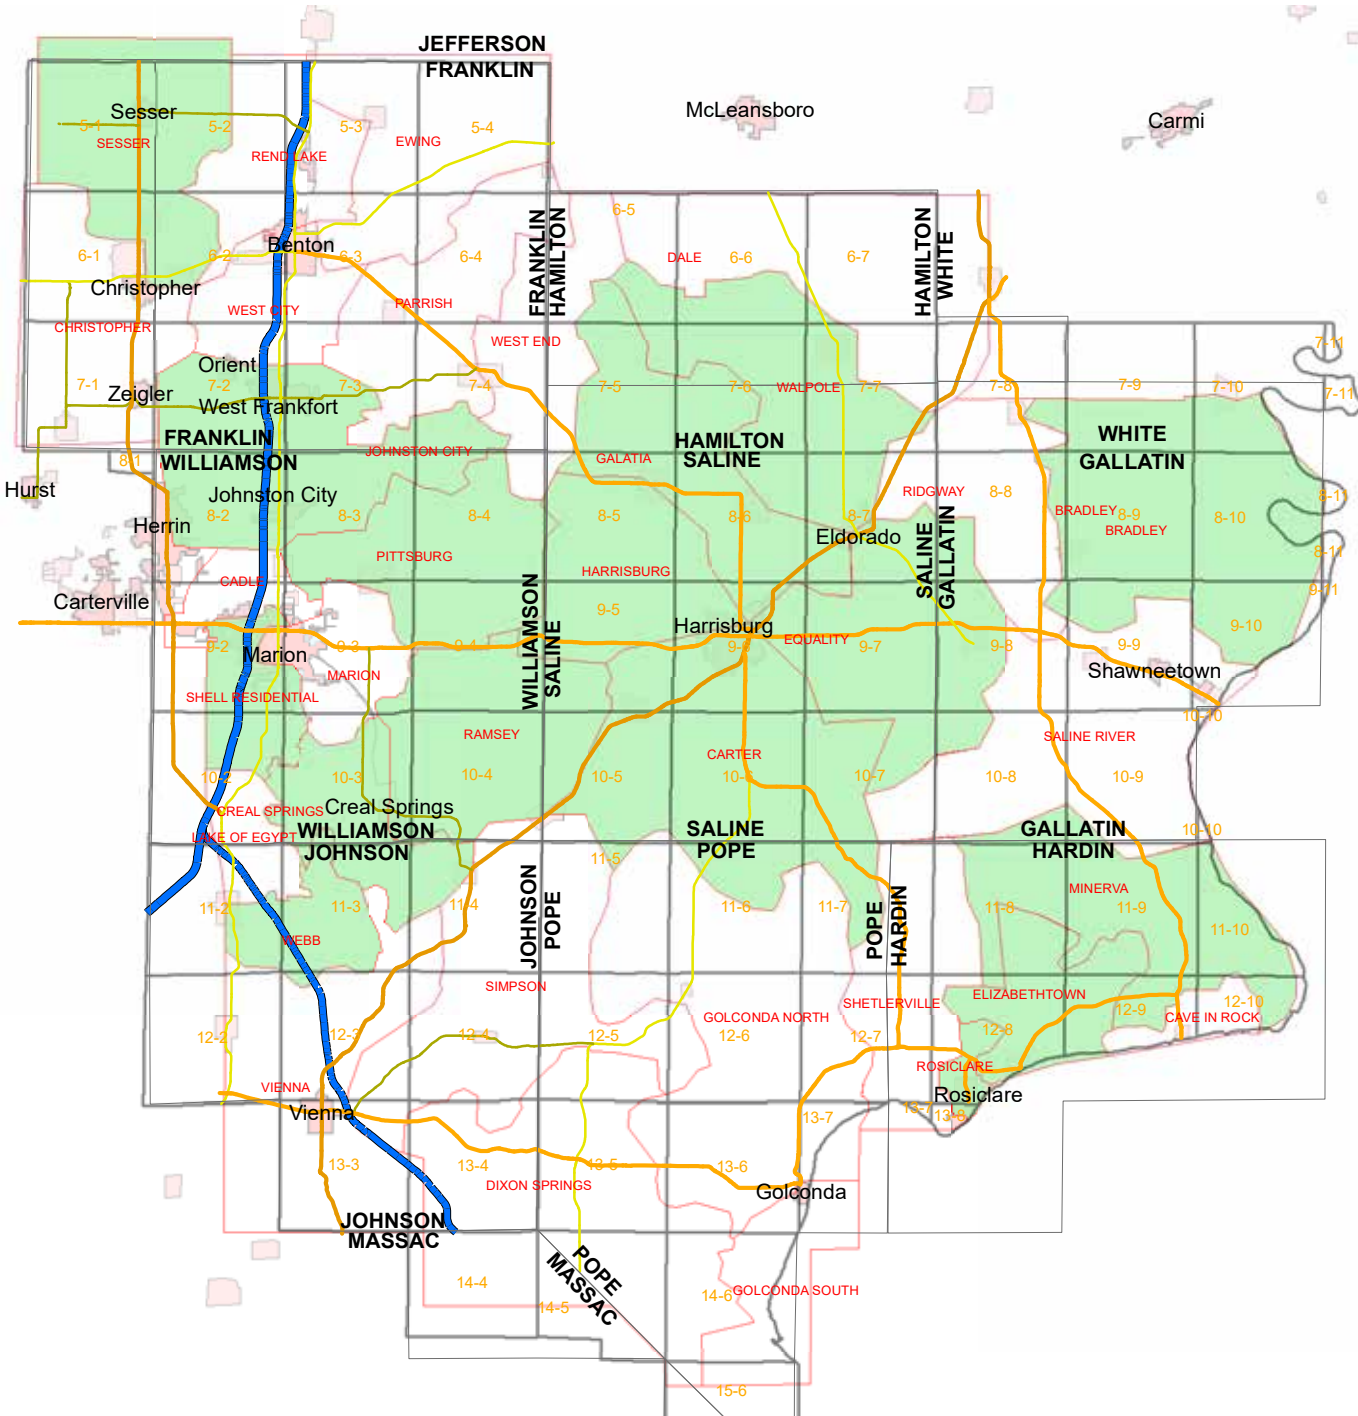 JEFFERSON
FRANKLIN
Sesser
McLeansboro
Carmi
5-1
5-2
5-3
5-4
SESSER
REND LAKE
EWING
6-5
FRANKLIN
HAMILTON
HAMILTON
WHITE
Benton
6-1
6-2
6-3
6-4
DALE
6-6
6-7
Christopher
WEST CITY
PARRISH
CHRISTOPHER
WEST END
7-11
Orient
7-1
7-2
7-3
7-4
7-5
7-6
WALPOLE
7-7
7-8
7-9
7-10
7-11
Zeigler
West Frankfort
FRANKLIN
WILLIAMSON
JOHNSTON CITY
HAMILTON
SALINE
WHITE
GALLATIN
8-1
GALATIA
Hurst
Johnston City
RIDGWAY
8-8
8-11
Herrin
8-2
8-3
8-4
8-5
8-6
8-7
BRADLEY
8-9
8-10
BRADLEY
Eldorado
SALINE
GALLATIN
PITTSBURG
8-11
CADLE
HARRISBURG
9-11
Carterville
9-5
WILLIAMSON
SALINE
Harrisburg
9-10
9-2
Marion
9-3
9-4
9-6
EQUALITY
9-7
9-8
9-9
MARION
Shawneetown
SHELL RESIDENTIAL
10-10
RAMSEY
CARTER
SALINE RIVER
10-2
10-3
10-4
10-5
10-6
10-7
10-8
10-9
CREAL SPRINGS
Creal Springs
LAKE OF EGYPT
WILLIAMSON
JOHNSON
SALINE
POPE
GALLATIN
HARDIN
10-10
11-5
MINERVA
11-2
11-3
11-4
JOHNSON
POPE
11-6
11-7
POPE
HARDIN
11-8
11-9
11-10
WEBB
SIMPSON
SHETLERVILLE
ELIZABETHTOWN
12-10
GOLCONDA NORTH
12-9
CAVE IN ROCK
12-2
12-3
12-4
12-5
12-6
12-7
12-8
ROSICLARE
VIENNA
Rosiclare
Vienna
13-7
13-7
13-8
13-3
13-4
13-5
13-6
DIXON SPRINGS
Golconda
JOHNSON
MASSAC
POPE
MASSAC
14-4
14-5
14-6
GOLCONDA SOUTH
15-6